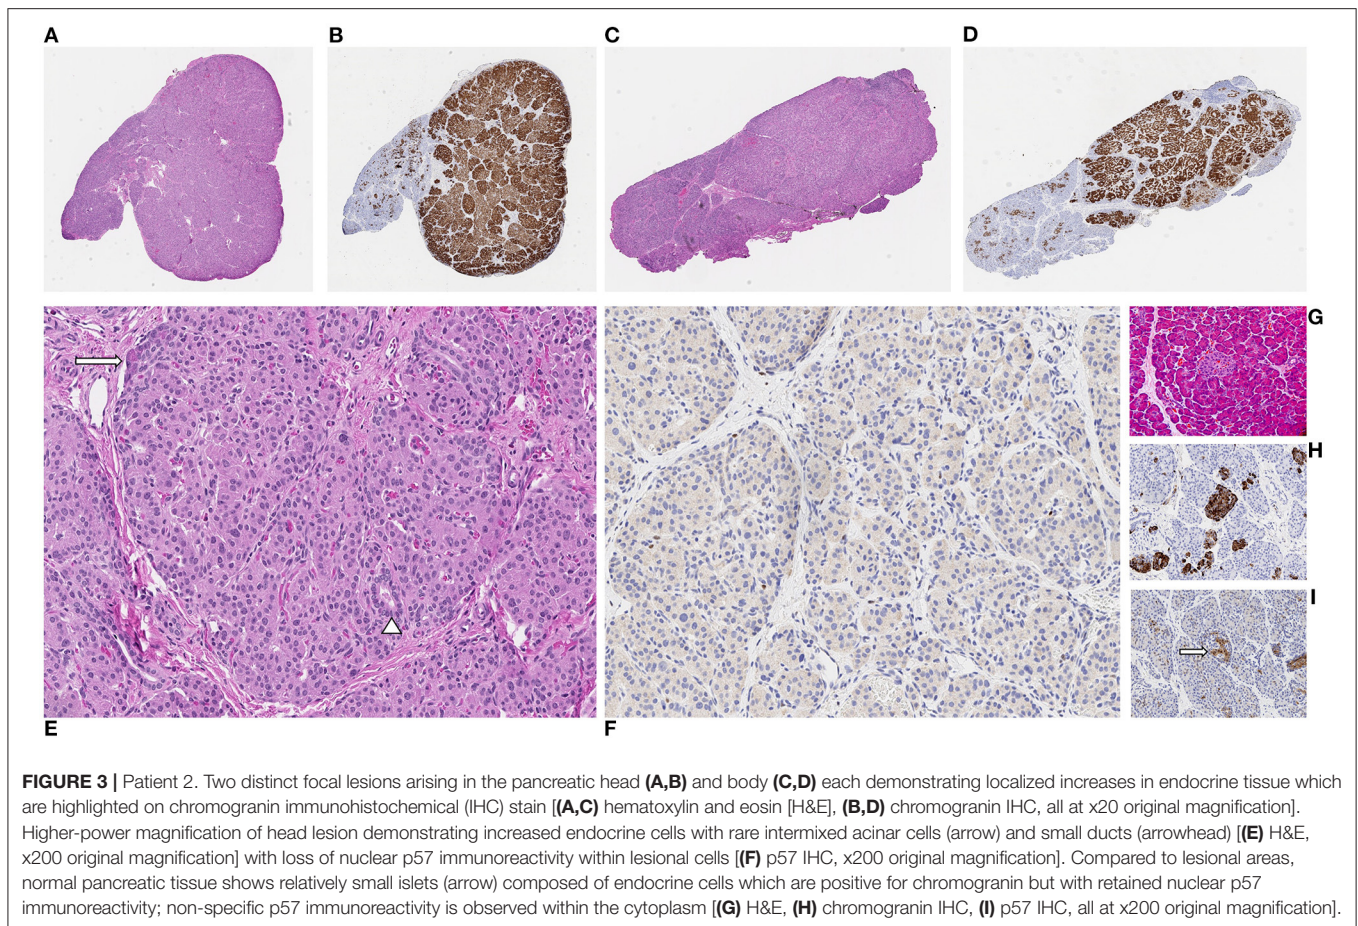 A
B
C
D
G
H
I
E
F
FIGURE 3 | Patient 2. Two distinct focal lesions arising in the pancreatic head (A,B) and body (C,D) each demonstrating localized increases in endocrine tissue which
are highlighted on chromogranin immunohistochemical (IHC) stain [(A,C) hematoxylin and eosin [H&E], (B,D) chromogranin IHC, all at x20 original magnification].
Higher-power magnification of head lesion demonstrating increased endocrine cells with rare intermixed acinar cells (arrow) and small ducts (arrowhead) [(E) H&E,
x200 original magnification] with loss of nuclear p57 immunoreactivity within lesional cells [(F) p57 IHC, x200 original magnification]. Compared to lesional areas,
normal pancreatic tissue shows relatively small islets (arrow) composed of endocrine cells which are positive for chromogranin but with retained nuclear p57
immunoreactivity; non-specific p57 immunoreactivity is observed within the cytoplasm [(G) H&E, (H) chromogranin IHC, (I) p57 IHC, all at x200 original magnification].